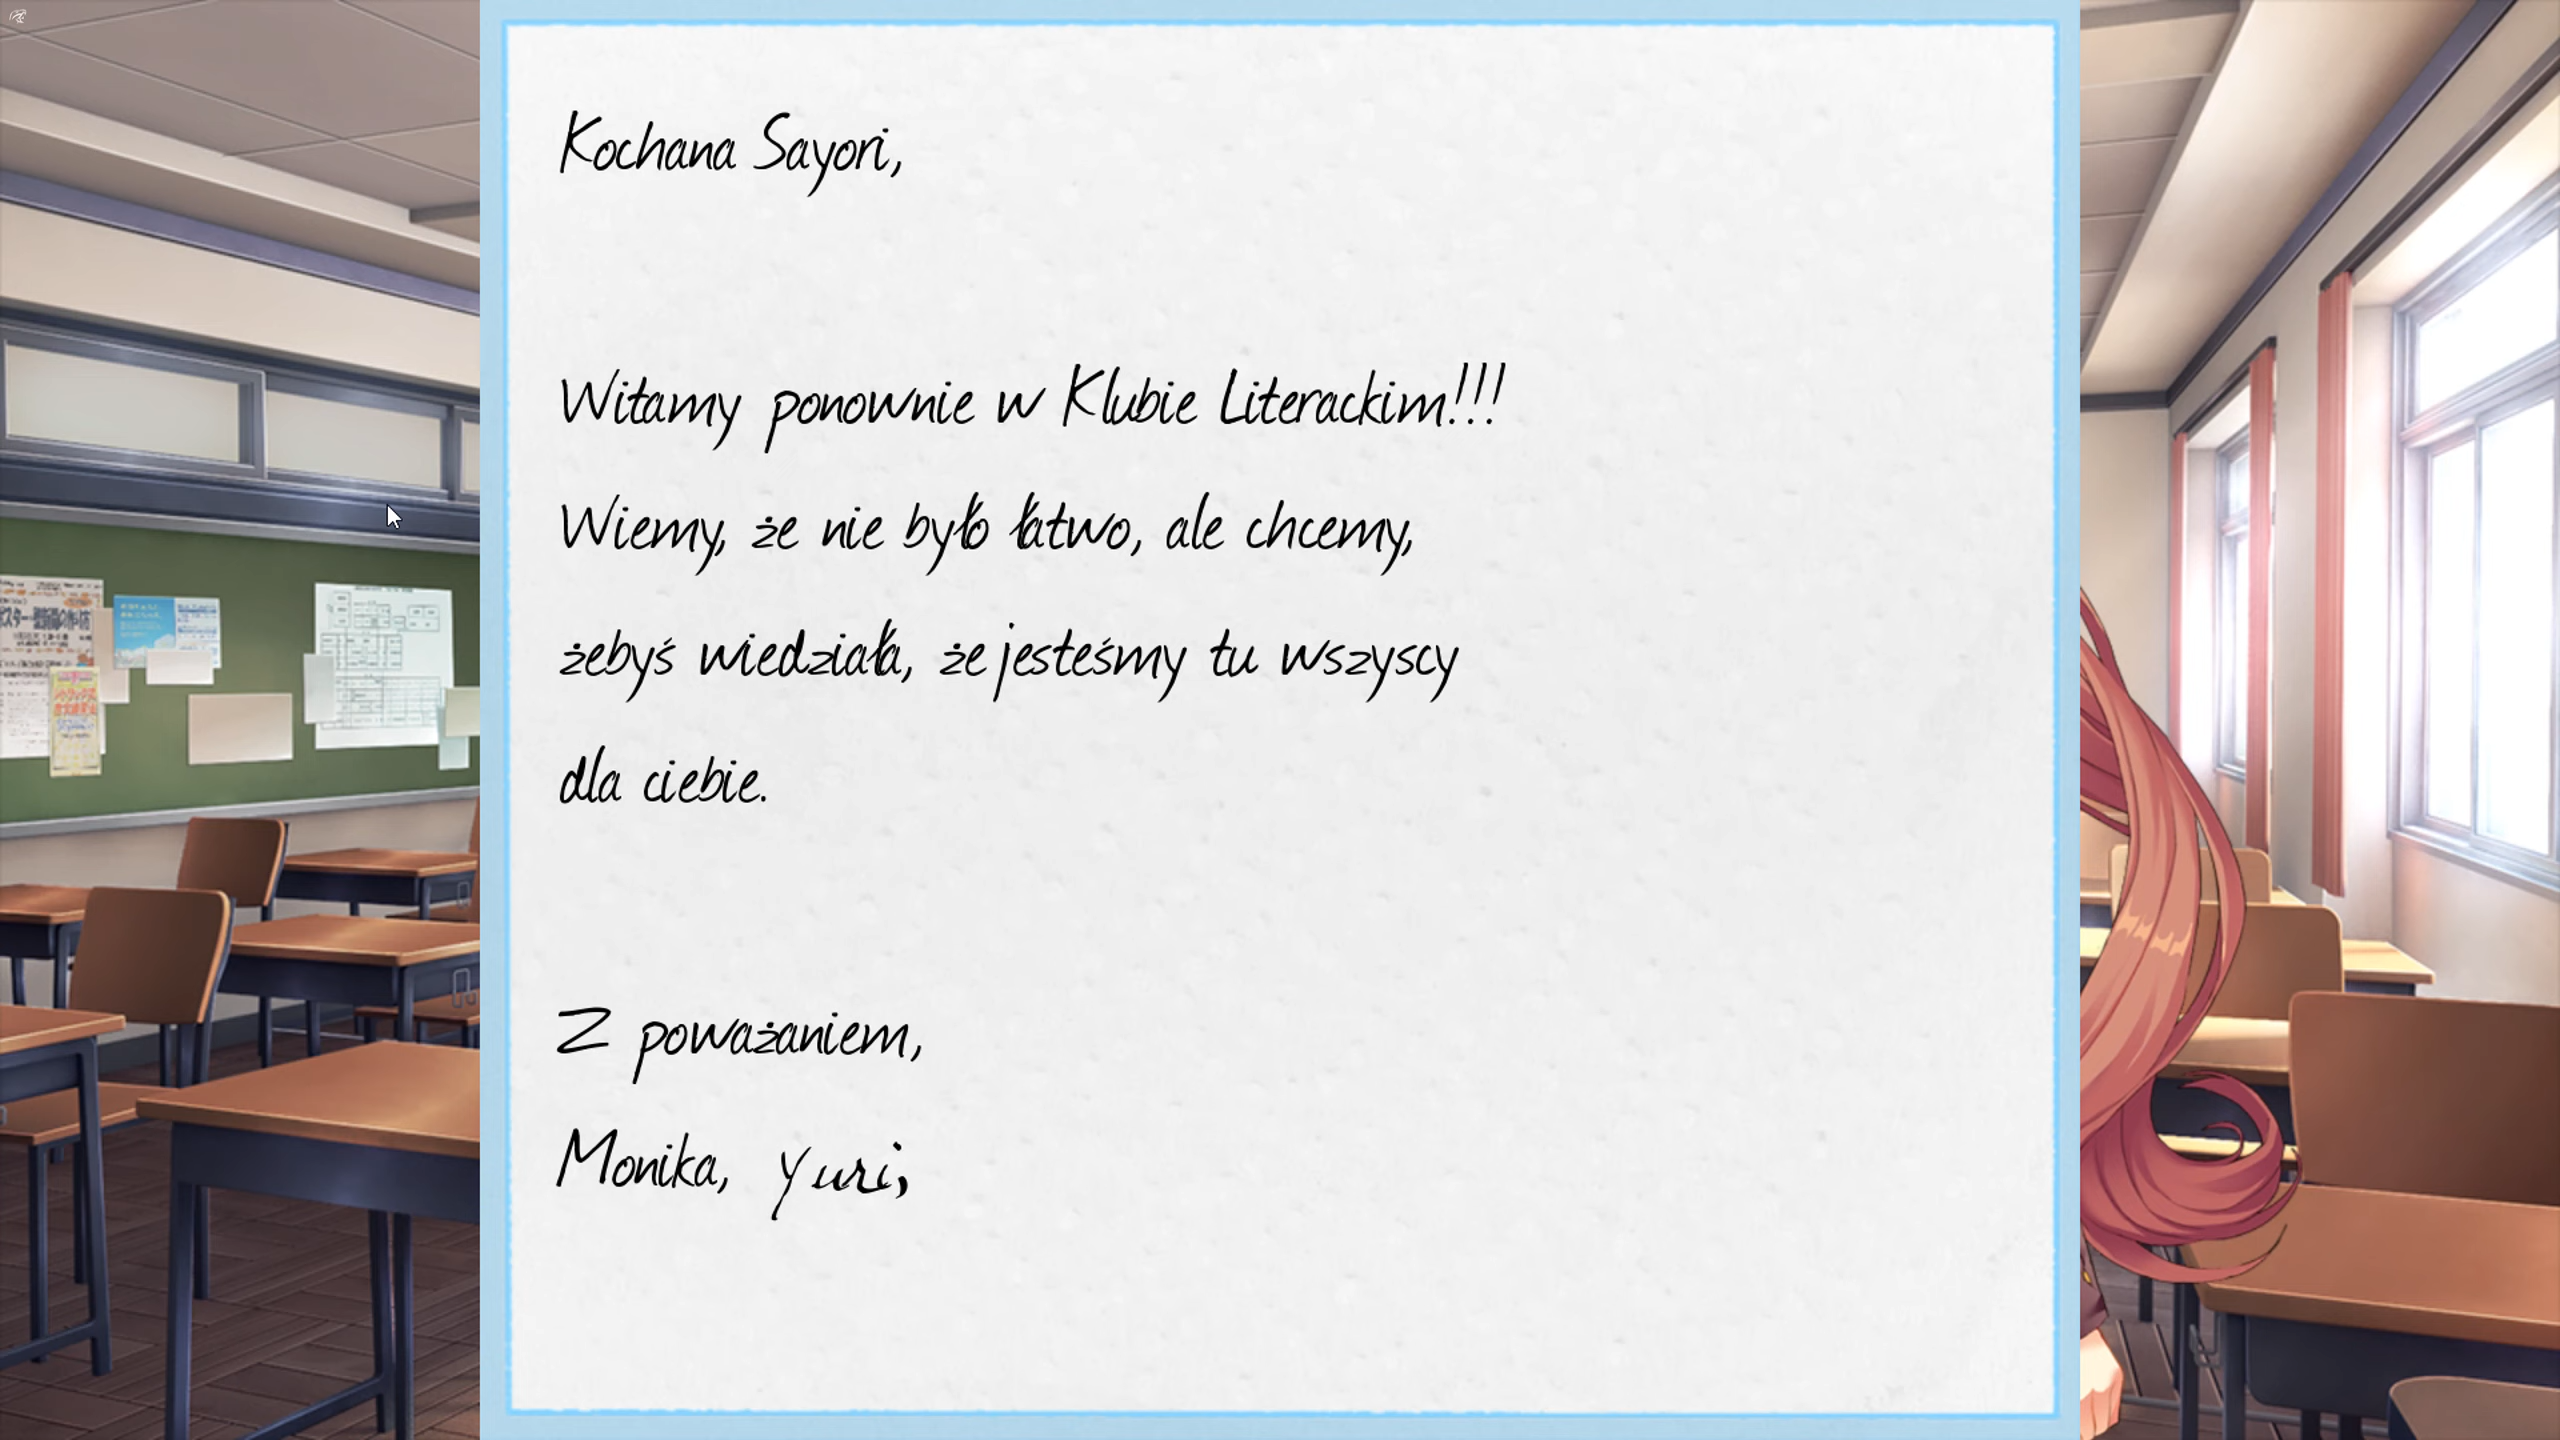 Kochana Sayori,
Witamy ponownie w Klubie Literackim!!!
Wiemy, że nie było łatwo, ale chcemy,
żebyś wiedziała, że jesteśmy tu wszyscy
dla ciebie.
Z poważaniem,
Monika, Yuri,